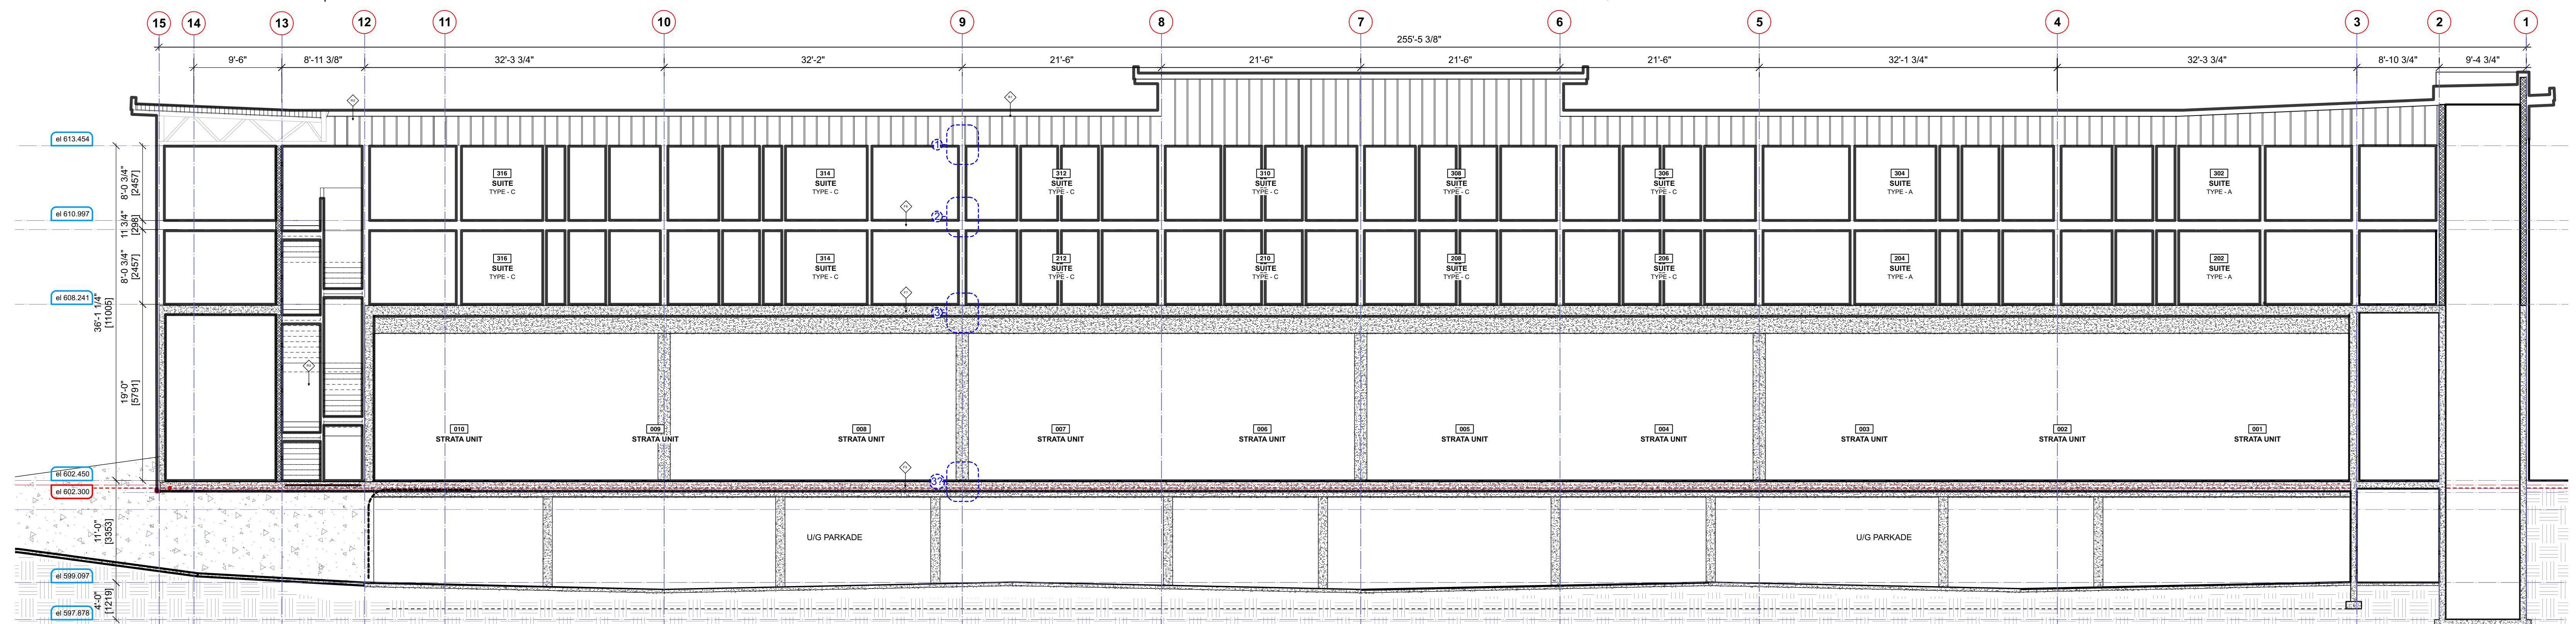 15 14 13 12 11 10 9 8 7 6 5 4 3 2 1
255'-5 3/8"
9'-6" 8'-11 3/8" 32'-3 3/4" 32'-2" 21'-6" 21'-6" 21'-6" 21'-6" 32'-1 3/4" 32'-3 3/4" 8'-10 3/4" 9'-4 3/4"
el 613.454
8'-0 3/4"
[2457]
316 314 312 310 308 306 304 302
SUITE SUITE SUITE SUITE SUITE SUITE SUITE SUITE
TYPE - C TYPE - C TYPE - C TYPE - C TYPE - C TYPE - C TYPE - A TYPE - A
el 610.997
11 3/4"
[298]
8'-0 3/4"
[2457]
316 314 212 210 208 206 204 202
SUITE SUITE SUITE SUITE SUITE SUITE SUITE SUITE
TYPE - C TYPE - C TYPE - C TYPE - C TYPE - C TYPE - C TYPE - A TYPE - A
el 608.241
36'-1 1/4"
[11005]
19'-0"
[5791]
010 009 008 007 006 005 004 003 002 001
STRATA UNIT STRATA UNIT STRATA UNIT STRATA UNIT STRATA UNIT STRATA UNIT STRATA UNIT STRATA UNIT STRATA UNIT STRATA UNIT
el 602.450
el 602.300
11'-0"
[3353]
U/G PARKADE U/G PARKADE
el 599.097
4'-0"
[1219]
el 597.878